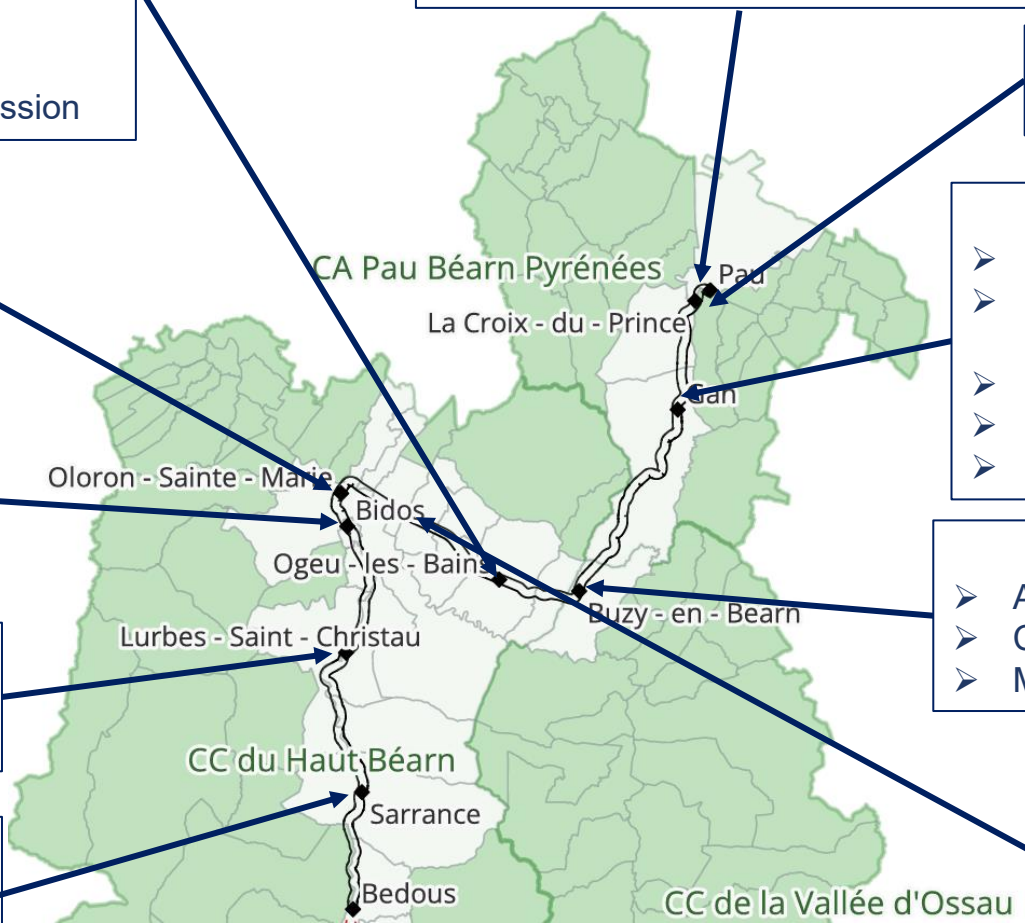 ssion
CA Pau Béarn Pyrénées
Pau
La Croix - du - Prince
Gan
Oloron - Sainte - Marie
Bidos
Ogeu - les - Bains
Buzy - en - Bearn
A
C
M
Lurbes - Saint - Christau
CC du Haut Béarn
Sarrance
Bedous
CC de la Vallée d'Ossau